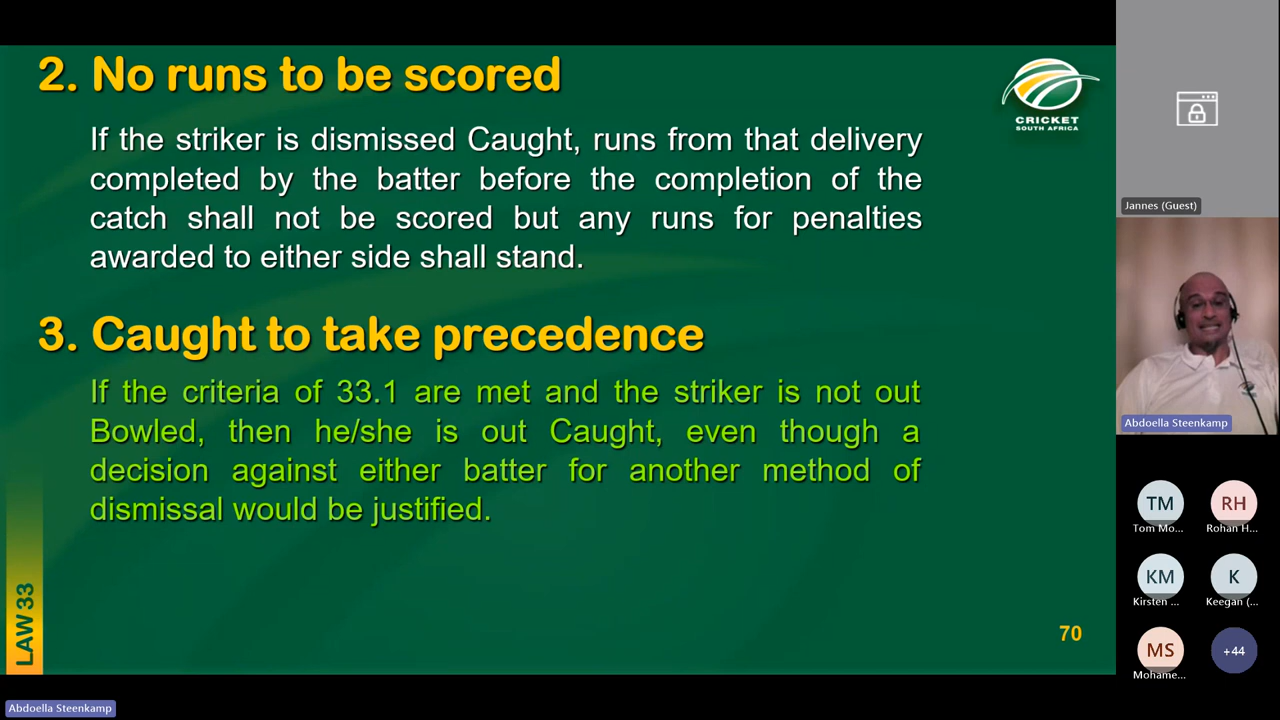 2. No runs to be scored
If the striker is dismissed Caught, runs from that delivery
completed by the batter before the completion of the
catch shall not be scored but any runs for penalties
awarded to either side shall stand.
3. Caught to take precedence
If the criteria of 33.1 are met and the striker is not out
Bowled, then he/she is out Caught, even though a
decision against either batter for another method of
dismissal would be justified.
LAW 33
70
CRICKET
SOUTH AFRICA
Jannes (Guest)
Abdoella Steenkamp
TM
Tom Mo...
RH
Rohan H...
KM
Kirsten ...
K
Keegan (...
MS
Mohame...
+44
Abdoella Steenkamp